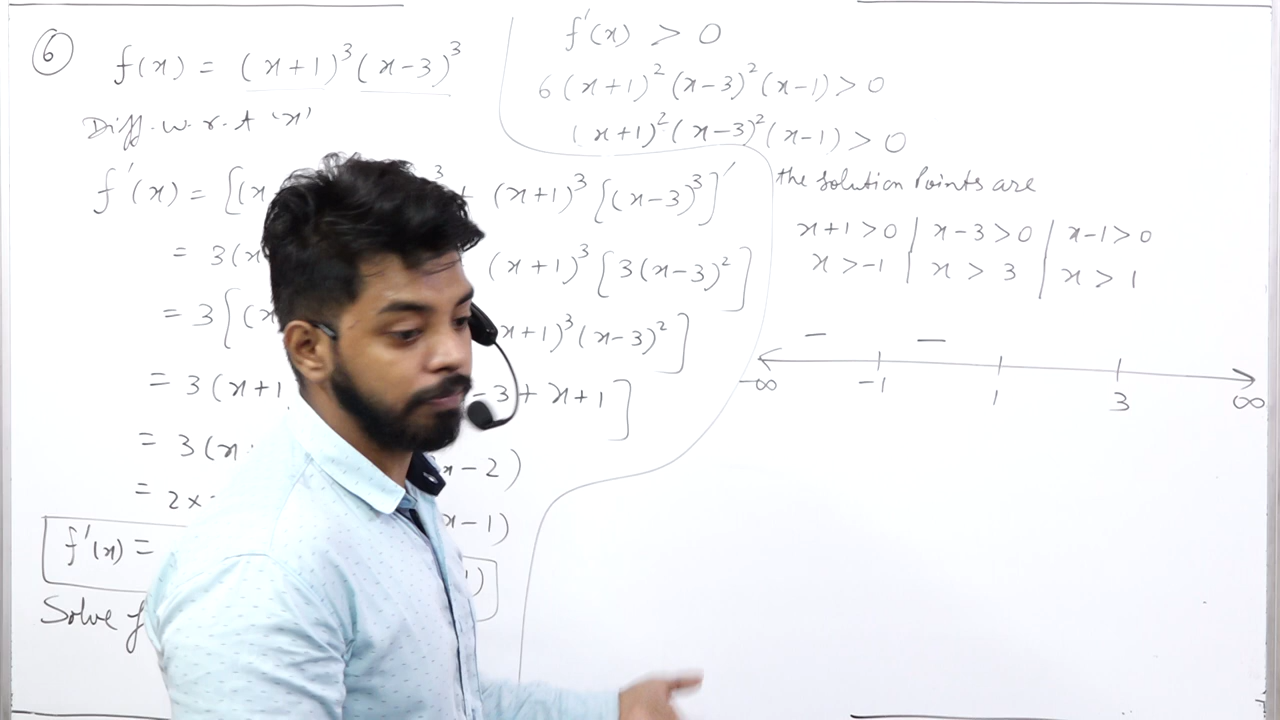 6
f(x) = (x+1)³(x-3)³
Diff. w.r.t 'x'
f'(x) = [(x ³ + (x+1)³ [(x-3)³]'
= 3(x (x+1)³ [3(x-3)²]
= 3[(x x+1)³(x-3)²]
= 3(x+1 -3 + x+1]
= 3(x x-2)
= 2x x-1)
f'(x) = )
Solve f
f'(x) > 0
6(x+1)²(x-3)²(x-1) > 0
(x+1)²(x-3)²(x-1) > 0
the solution Points are
x+1 > 0 | x-3 > 0 | x-1 > 0
x > -1 | x > 3 | x > 1
— —
-∞ -1 1 3 ∞